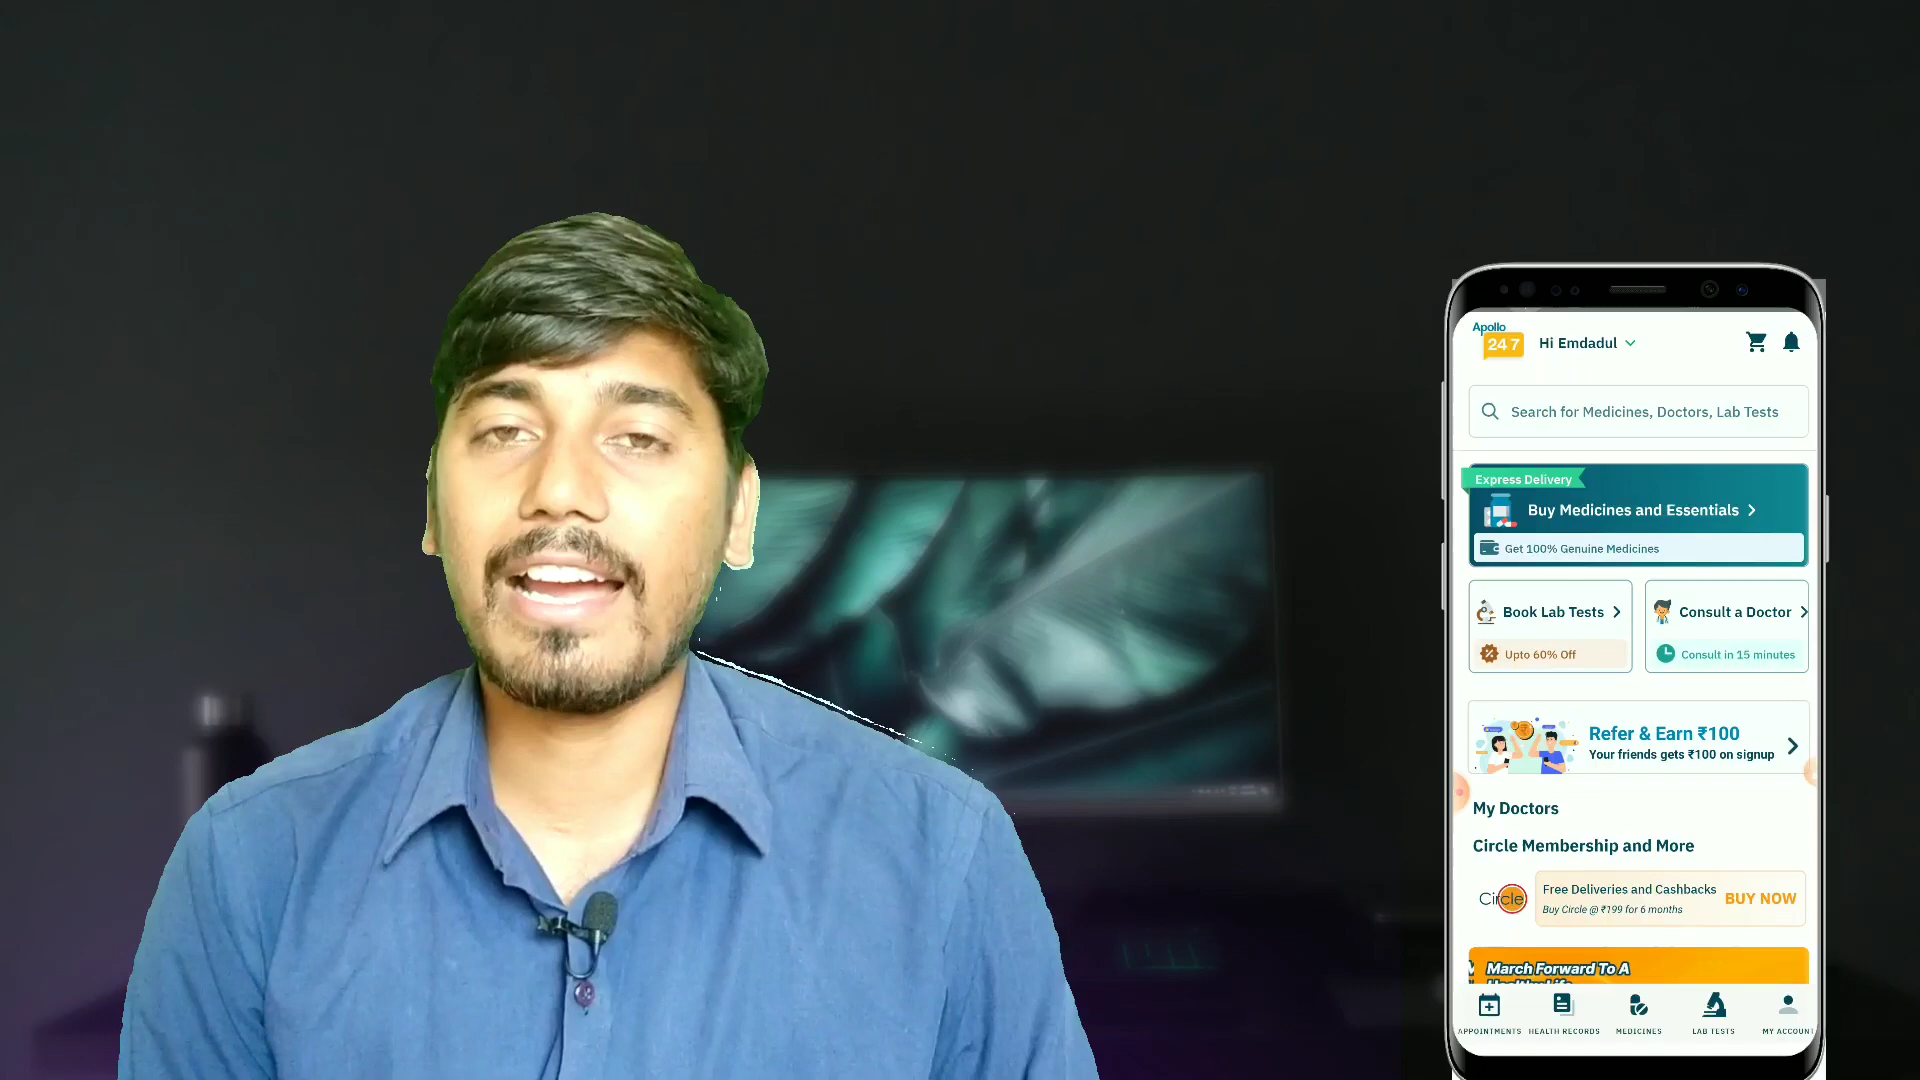 Apollo
24 7
Hi Emdadul
Search for Medicines, Doctors, Lab Tests
Express Delivery
Buy Medicines and Essentials
Get 100% Genuine Medicines
Book Lab Tests
Upto 60% Off
Consult a Doctor
Consult in 15 minutes
Refer & Earn ₹100
Your friends gets ₹100 on signup
My Doctors
Circle Membership and More
Circle
Free Deliveries and Cashbacks
Buy Circle @ ₹199 for 6 months
BUY NOW
March Forward To A
APPOINTMENTS
HEALTH RECORDS
MEDICINES
LAB TESTS
MY ACCOUN